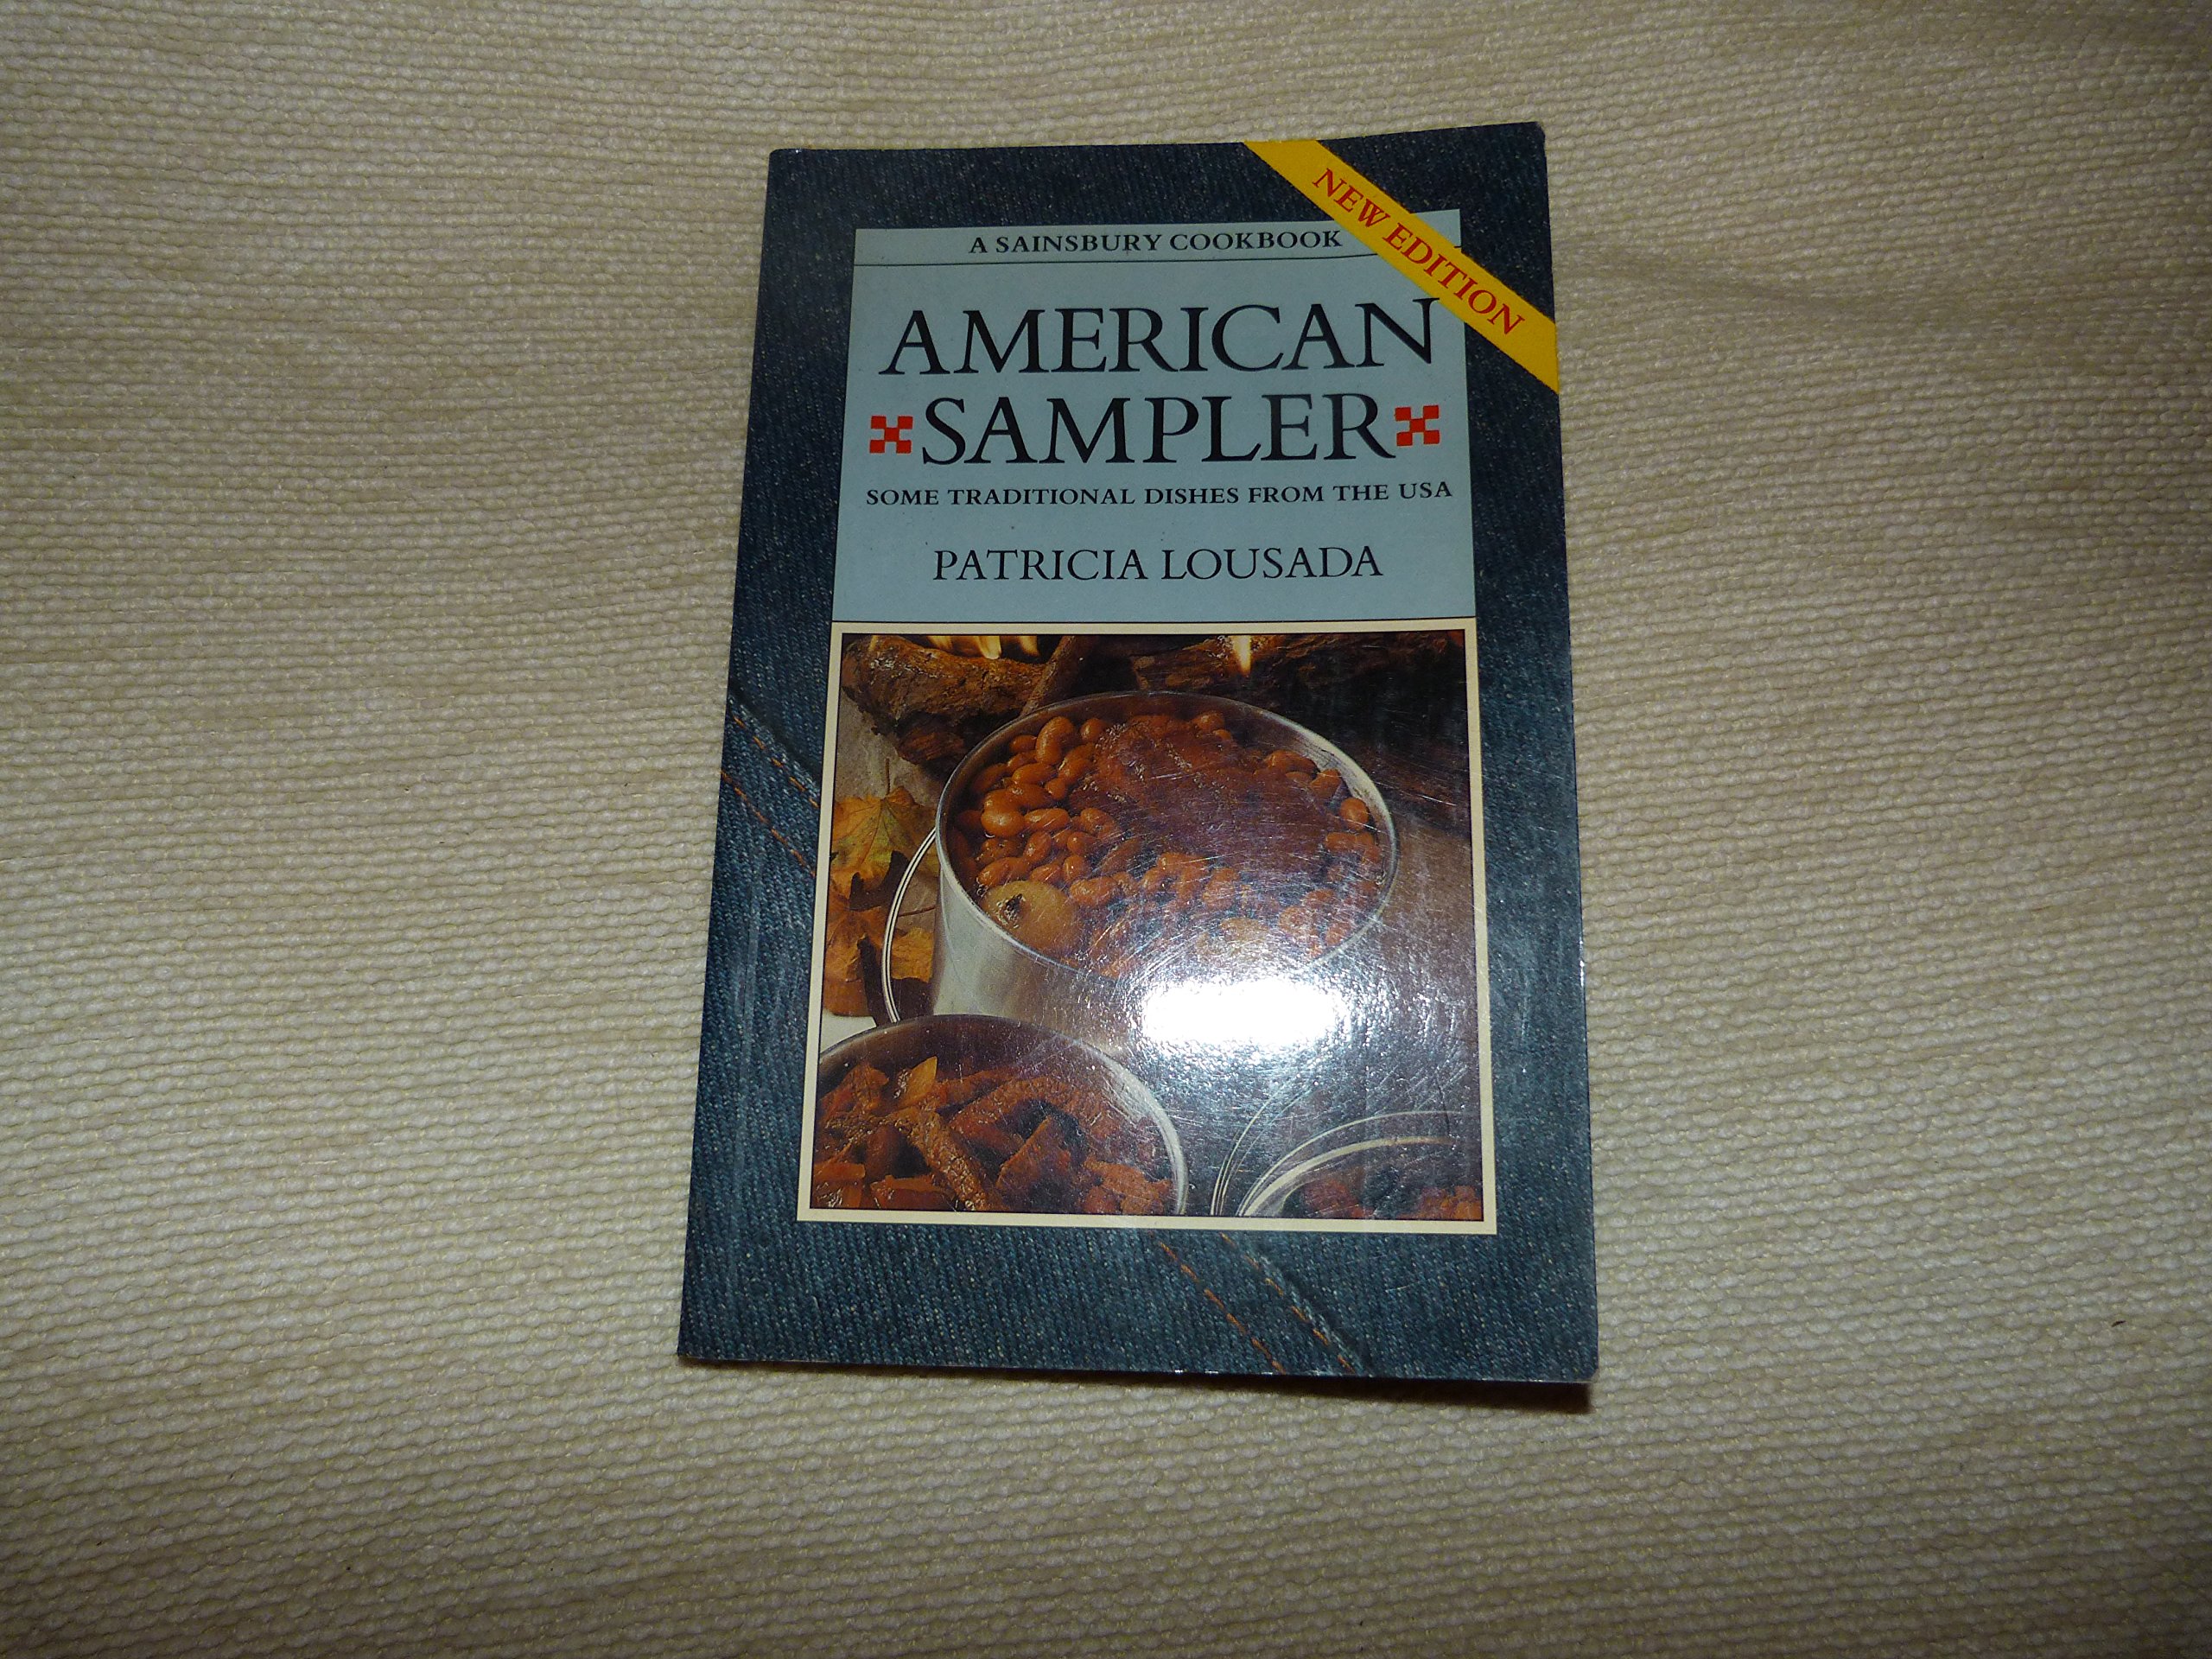 NEW EDITION
A SAINSBURY COOKBOOK
AMERICAN
SAMPLER
SOME TRADITIONAL DISHES FROM THE USA
PATRICIA LOUSADA